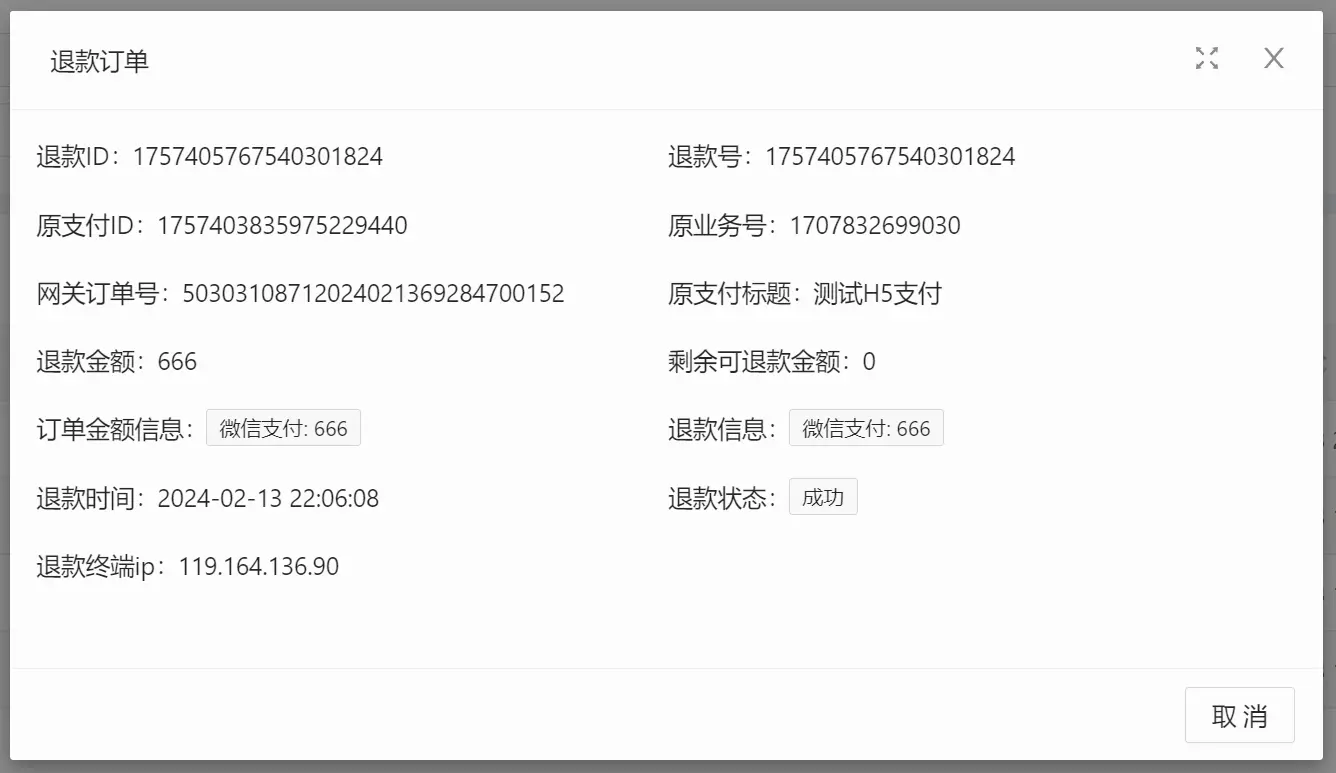 退款订单
退款ID：1757405767540301824
退款号：1757405767540301824
原支付ID：1757403835975229440
原业务号：1707832699030
网关订单号：50303108712024021369284700152
原支付标题：测试H5支付
退款金额：666
剩余可退款金额：0
订单金额信息：微信支付: 666
退款信息：微信支付: 666
退款时间：2024-02-13 22:06:08
退款状态：成功
退款终端ip：119.164.136.90
取 消